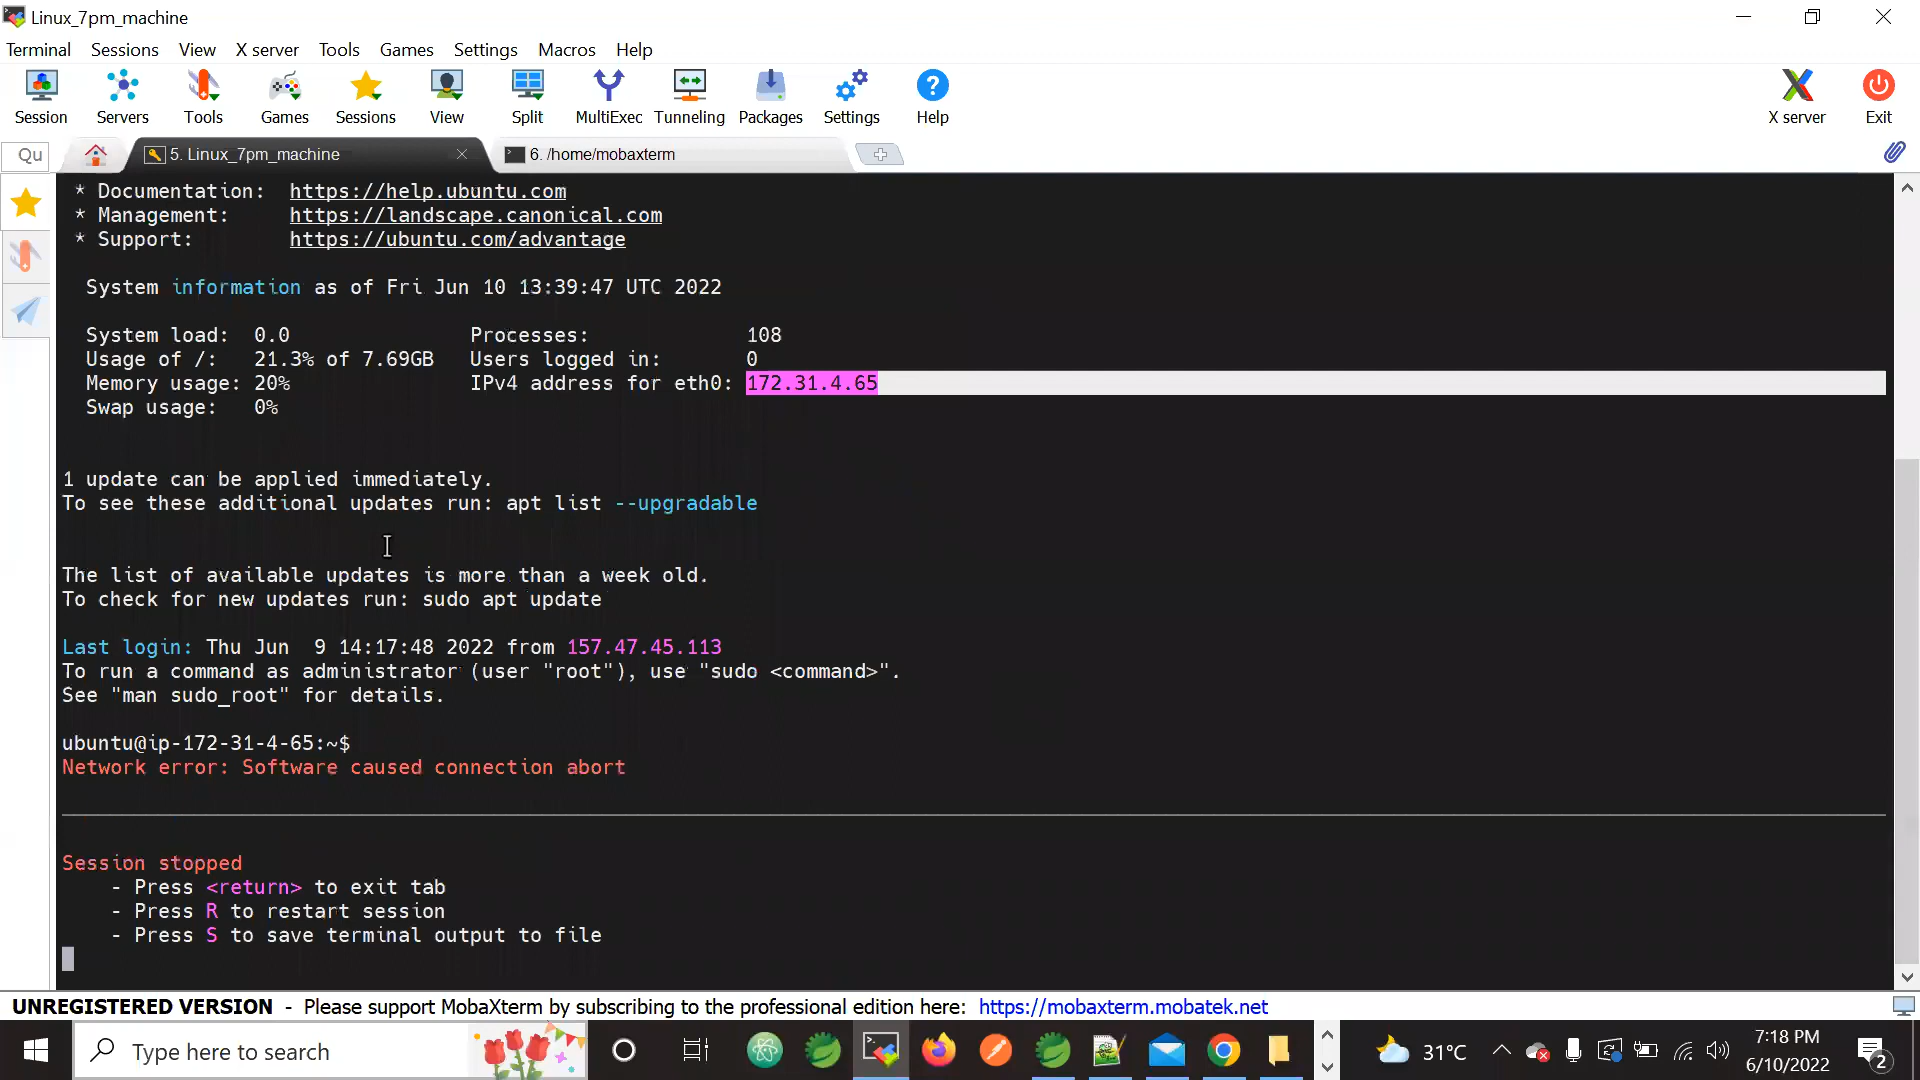 Linux_7pm_machine
Terminal Sessions View X server Tools Games Settings Macros Help
Session Servers Tools Games Sessions View Split MultiExec Tunneling Packages Settings Help X server Exit
Qu 5. Linux_7pm_machine 6. /home/mobaxterm
* Documentation: https://help.ubuntu.com
* Management: https://landscape.canonical.com
* Support: https://ubuntu.com/advantage
System information as of Fri Jun 10 13:39:47 UTC 2022
System load: 0.0 Processes: 108
Usage of /: 21.3% of 7.69GB Users logged in: 0
Memory usage: 20% IPv4 address for eth0: 172.31.4.65
Swap usage: 0%
1 update can be applied immediately.
To see these additional updates run: apt list --upgradable
The list of available updates is more than a week old.
To check for new updates run: sudo apt update
Last login: Thu Jun 9 14:17:48 2022 from 157.47.45.113
To run a command as administrator (user "root"), use "sudo <command>".
See "man sudo_root" for details.
ubuntu@ip-172-31-4-65:~$
Network error: Software caused connection abort
Session stopped
- Press <return> to exit tab
- Press R to restart session
- Press S to save terminal output to file
UNREGISTERED VERSION - Please support MobaXterm by subscribing to the professional edition here: https://mobaxterm.mobatek.net
Type here to search
31°C
7:18 PM
6/10/2022
2